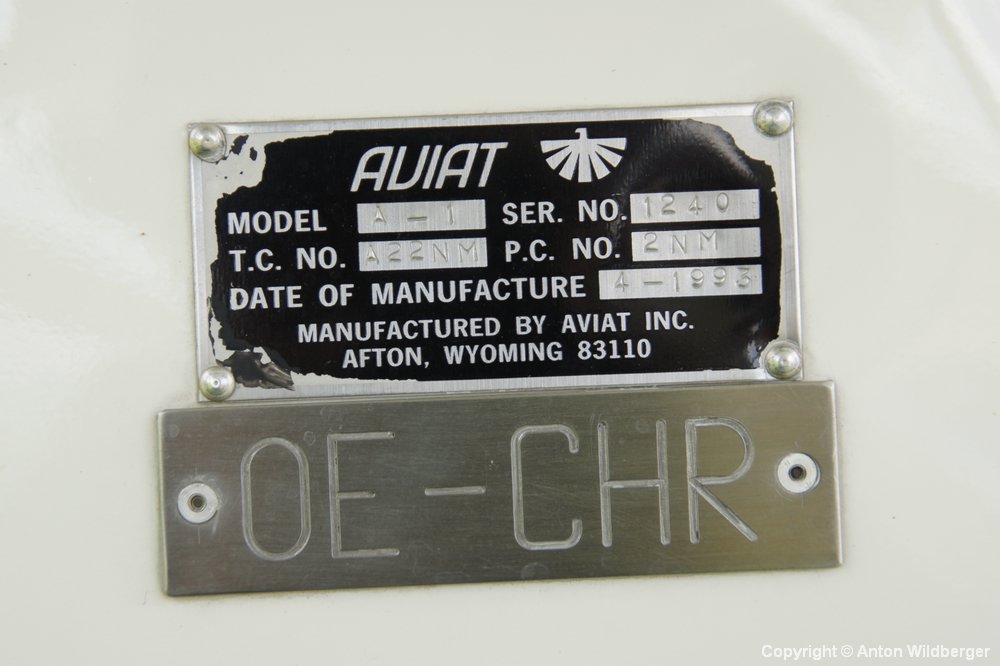 AVIAT
MODEL A-1 SER. NO. 1240
T.C. NO. A22NM P.C. NO. 2NM
DATE OF MANUFACTURE 4-1993
MANUFACTURED BY AVIAT INC.
AFTON, WYOMING 83110
OE-CHR
Copyright © Anton Wildberger